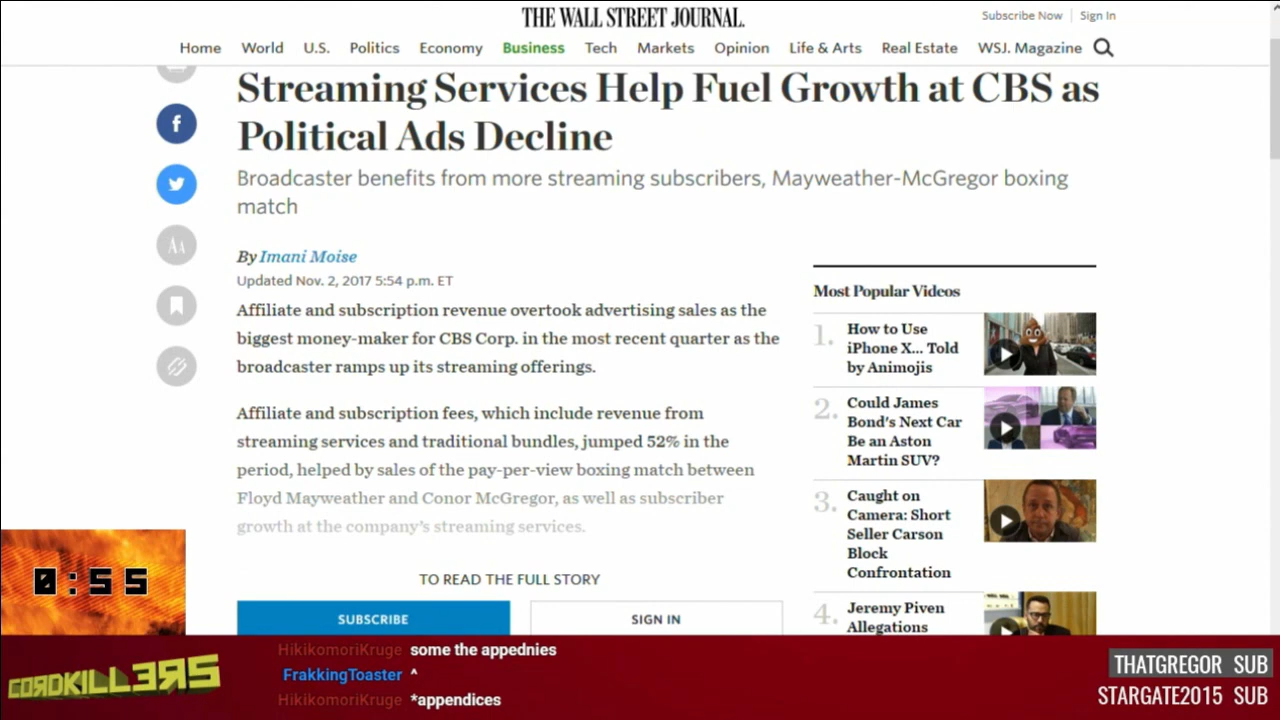 THE WALL STREET JOURNAL.
Subscribe Now Sign In
Home World U.S. Politics Economy Business Tech Markets Opinion Life & Arts Real Estate WSJ. Magazine
Streaming Services Help Fuel Growth at CBS as
Political Ads Decline
Broadcaster benefits from more streaming subscribers, Mayweather-McGregor boxing
match
By Imani Moise
Updated Nov. 2, 2017 5:54 p.m. ET
Affiliate and subscription revenue overtook advertising sales as the
biggest money-maker for CBS Corp. in the most recent quarter as the
broadcaster ramps up its streaming offerings.
Affiliate and subscription fees, which include revenue from
streaming services and traditional bundles, jumped 52% in the
period, helped by sales of the pay-per-view boxing match between
Floyd Mayweather and Conor McGregor, as well as subscriber
growth at the company's streaming services.
TO READ THE FULL STORY
SUBSCRIBE SIGN IN
Most Popular Videos
1. How to Use
iPhone X... Told
by Animojis
2. Could James
Bond's Next Car
Be an Aston
Martin SUV?
3. Caught on
Camera: Short
Seller Carson
Block
Confrontation
4. Jeremy Piven
Allegations
f
AA
0:55
CORDKILLERS
HikikomoriKruge some the appednies
FrakkingToaster ^
HikikomoriKruge *appendices
THATGREGOR SUB
STARGATE2015 SUB